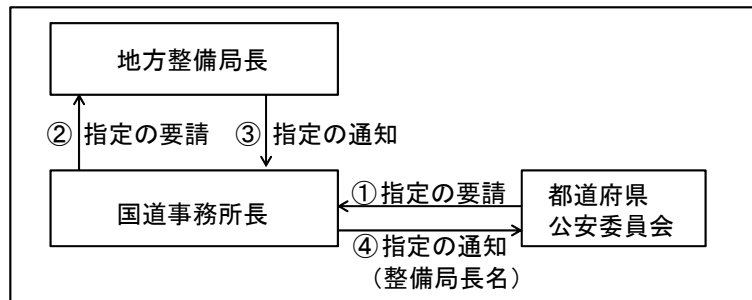 地方整備局長
② 指定の要請
③ 指定の通知
国道事務所長
①指定の要請
④指定の通知
（整備局長名）
都道府県
公安委員会